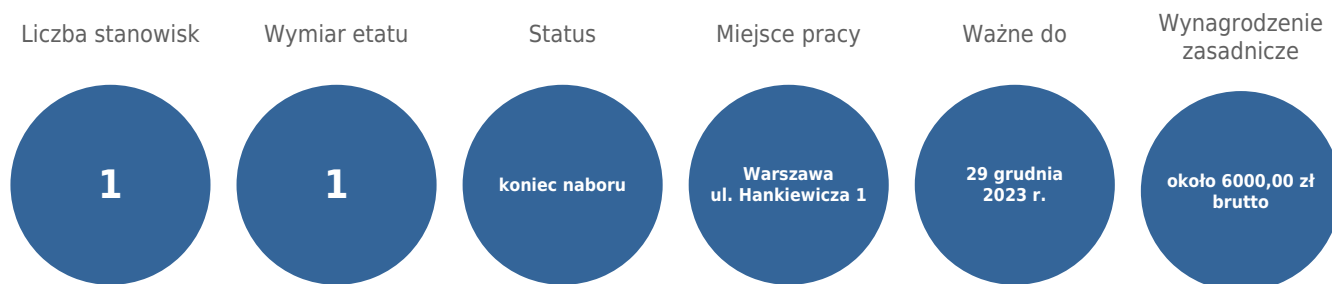 Liczba stanowisk
1
Wymiar etatu
1
Status
koniec naboru
Miejsce pracy
Warszawa
ul. Hankiewicza 1
Ważne do
29 grudnia
2023 r.
Wynagrodzenie
zasadnicze
około 6000,00 zł
brutto